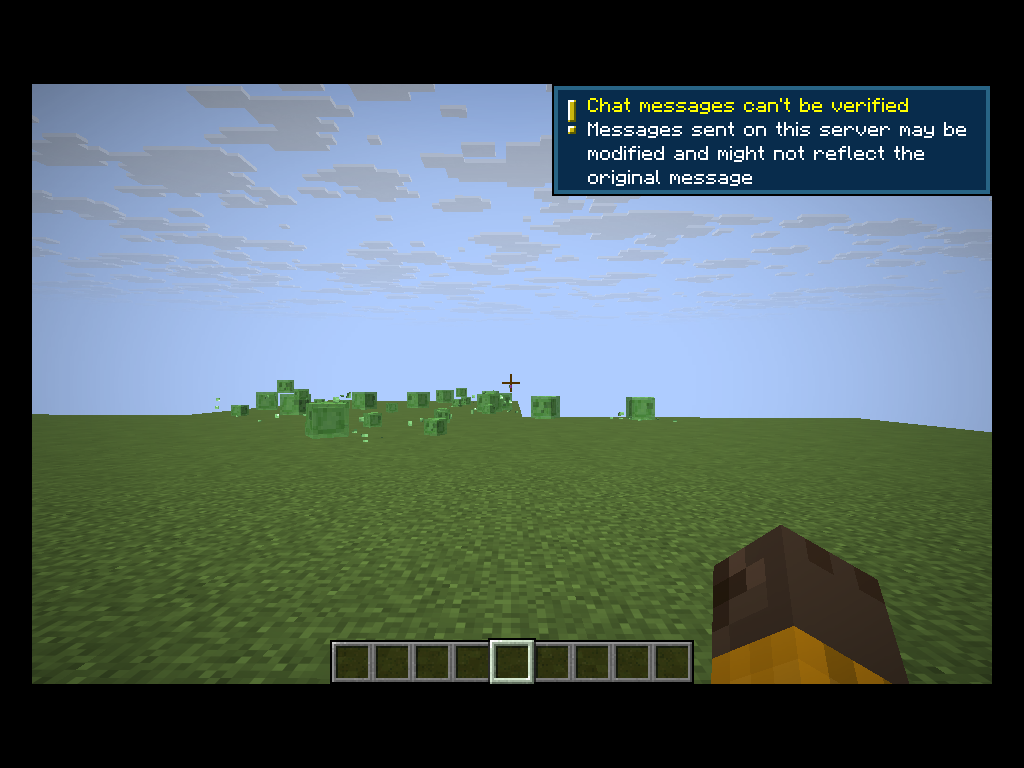 Chat messages can't be verified
Messages sent on this server may be
modified and might not reflect the
original message